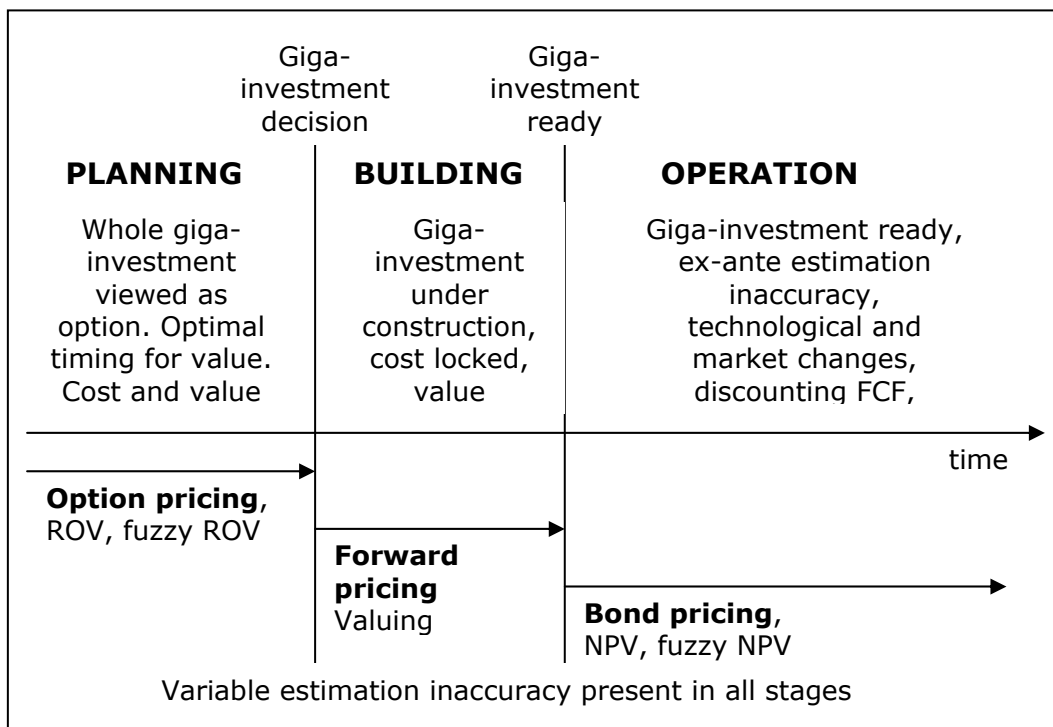 Giga-
investment
decision
Giga-
investment
ready
PLANNING
Whole giga-
investment
viewed as
option. Optimal
timing for value.
Cost and value
BUILDING
Giga-
investment
under
construction,
cost locked,
value
OPERATION
Giga-investment ready,
ex-ante estimation
inaccuracy,
technological and
market changes,
discounting FCF,
time
Option pricing,
ROV, fuzzy ROV
Forward
pricing
Valuing
Bond pricing,
NPV, fuzzy NPV
Variable estimation inaccuracy present in all stages